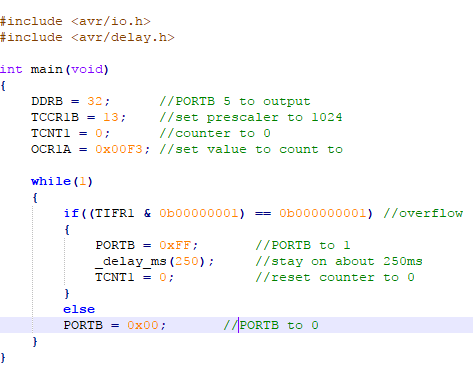 #include <avr/io.h>
#include <avr/delay.h>
int main(void)
{
DDRB = 32; //PORTB 5 to output
TCCR1B = 13; //set prescaler to 1024
TCNT1 = 0; //counter to 0
OCR1A = 0x00F3; //set value to count to
while(1)
{
if((TIFR1 & 0b00000001) == 0b000000001) //overflow
{
PORTB = 0xFF; //PORTB to 1
_delay_ms(250); //stay on about 250ms
TCNT1 = 0; //reset counter to 0
}
else
PORTB = 0x00; //PORTB to 0
}
}